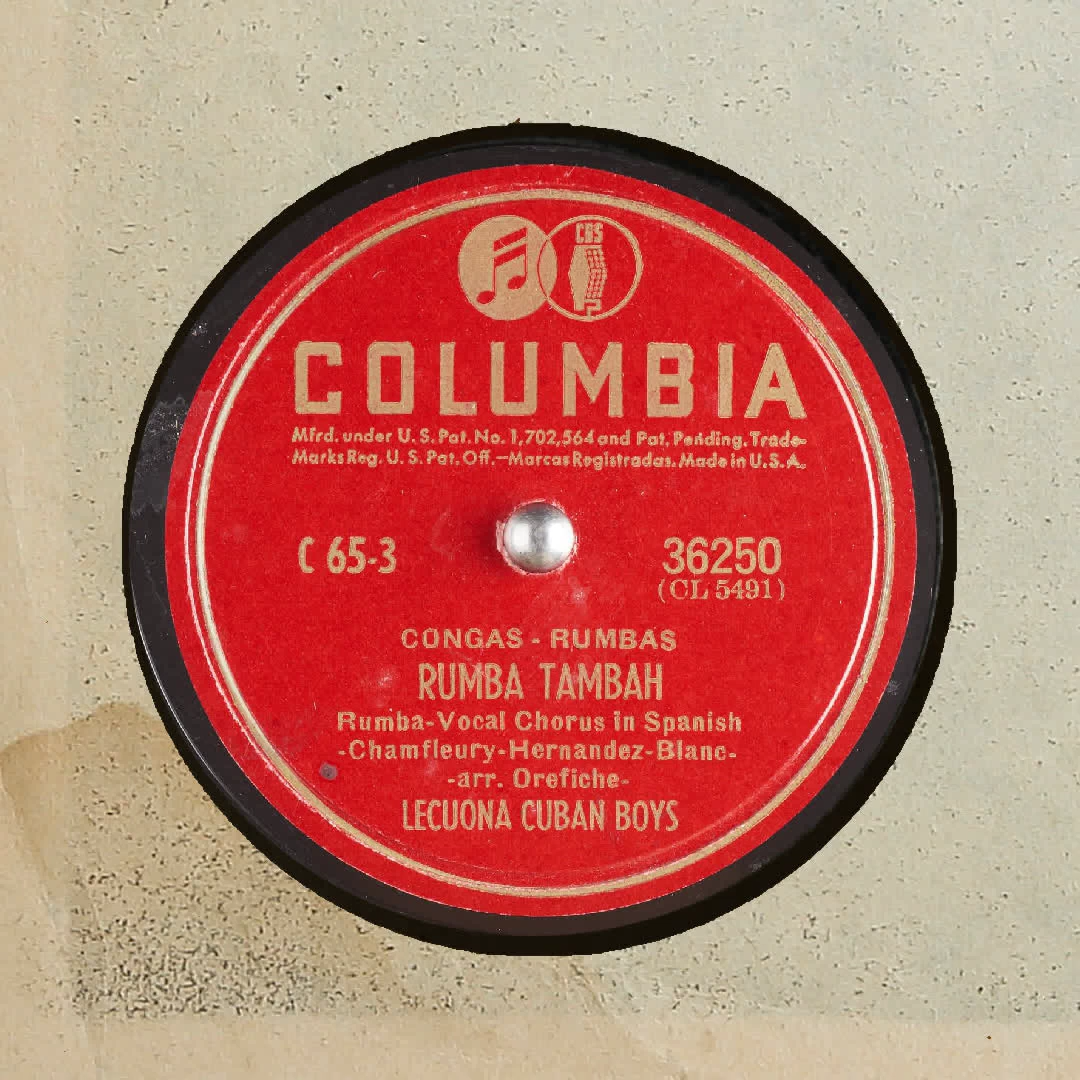 CBS
COLUMBIA
Mfrd. under U. S. Pat. No. 1,702,564 and Pat. Pending. Trade-
Marks Reg. U. S. Pat. Off.—Marcas Registradas. Made in U.S.A.
C 65-3
36250
(CL 5491)
CONGAS - RUMBAS
RUMBA TAMBAH
Rumba-Vocal Chorus in Spanish
-Chamfleury-Hernandez-Blanc-
-arr. Orefiche-
LECUONA CUBAN BOYS